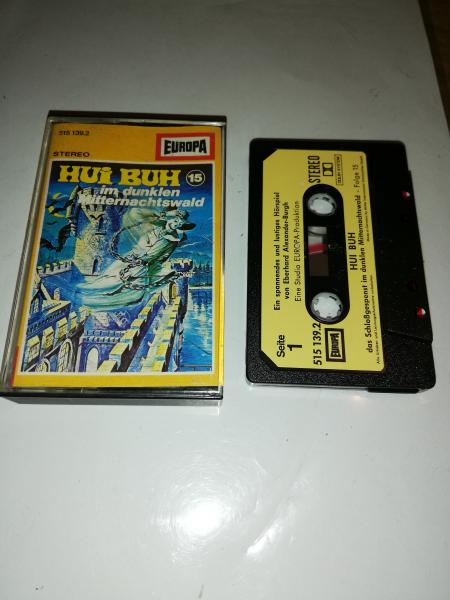 515 139.2
EUROPA
STEREO
HUI BUH
15
im dunklen
Mitternachtswald
Ein spannendes und lustiges Hörspiel
von Eberhard Alexander-Burgh
Eine Studio EUROPA-Produktion
STEREO
Seite
1
515 139.2
EUROPA
HUI BUH
das Schloßgespenst im dunklen Mitternachtswald - Folge 15